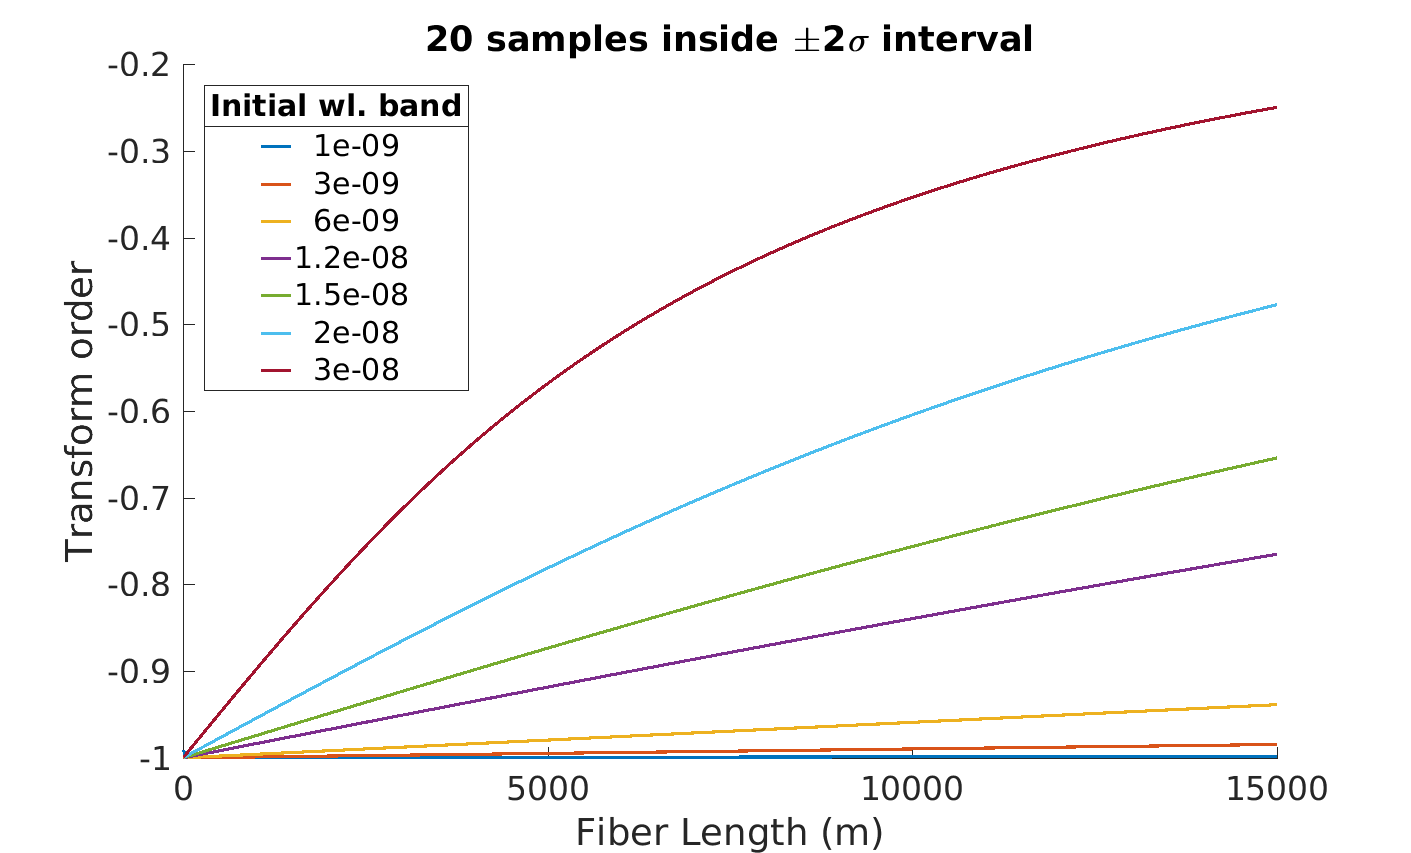 20 samples inside ±2σ interval
-0.2
-0.3
-0.4
-0.5
-0.6
-0.7
-0.8
-0.9
-1
Transform order
Initial wl. band
1e-09
3e-09
6e-09
1.2e-08
1.5e-08
2e-08
3e-08
0 5000 10000 15000
Fiber Length (m)